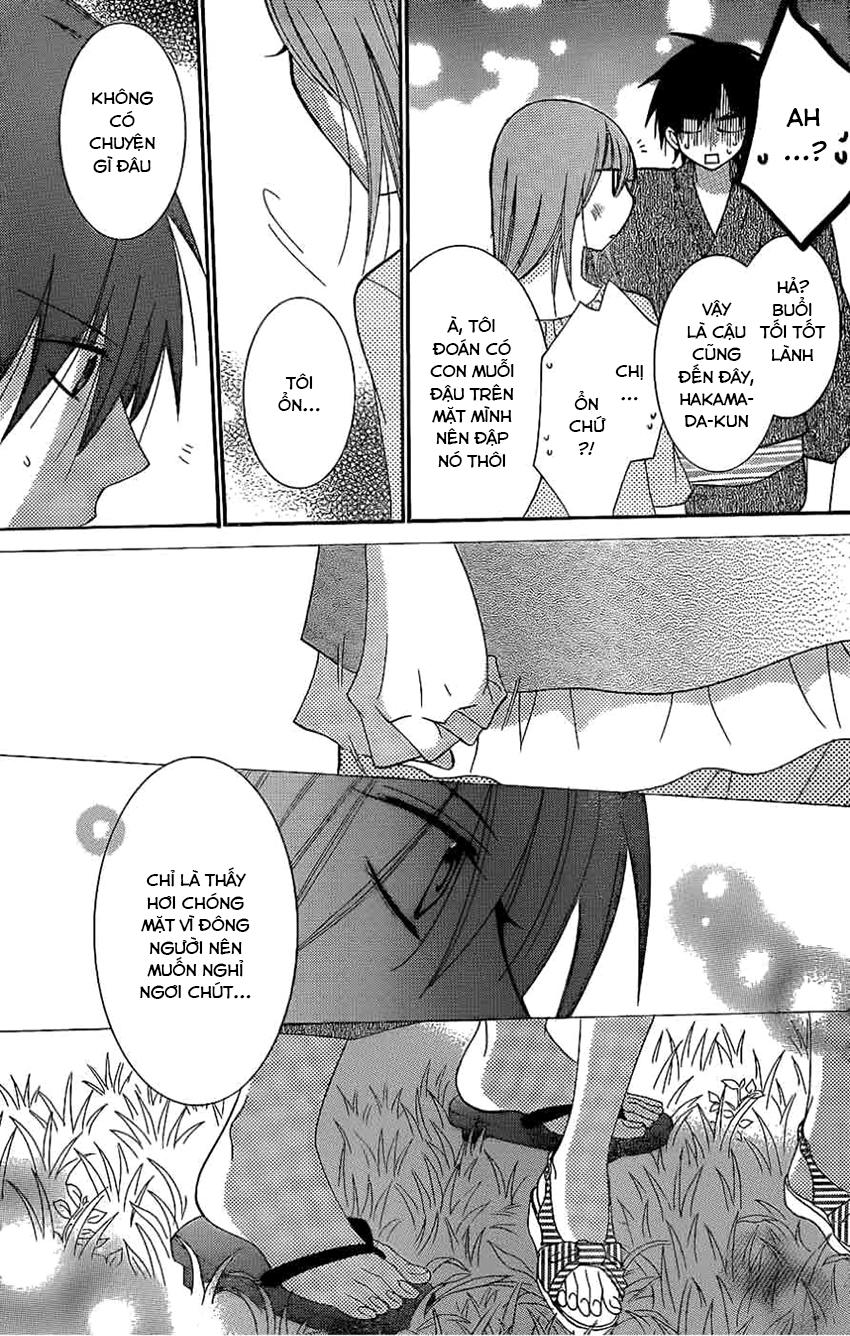 AH
...?
HẢ?
BUỔI
TỐI TỐT
LÀNH
VẬY
LÀ CẬU
CŨNG
ĐẾN ĐÂY,
HAKAMA-
DA-KUN
CHỊ
...
ỔN
CHỨ
?!
À, TÔI
ĐOÁN CÓ
CON MUỖI
ĐẬU TRÊN
MẶT MÌNH
NÊN ĐẬP
NÓ THÔI
TÔI
ỔN...
KHÔNG
CÓ
CHUYỆN
GÌ ĐÂU
CHỈ LÀ THẤY
HƠI CHÓNG
MẶT VÌ ĐÔNG
NGƯỜI NÊN
MUỐN NGHỈ
NGƠI CHÚT...